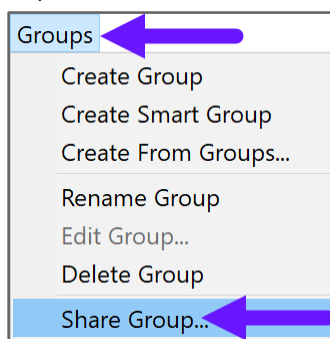 Groups
Create Group
Create Smart Group
Create From Groups...
Rename Group
Edit Group...
Delete Group
Share Group...